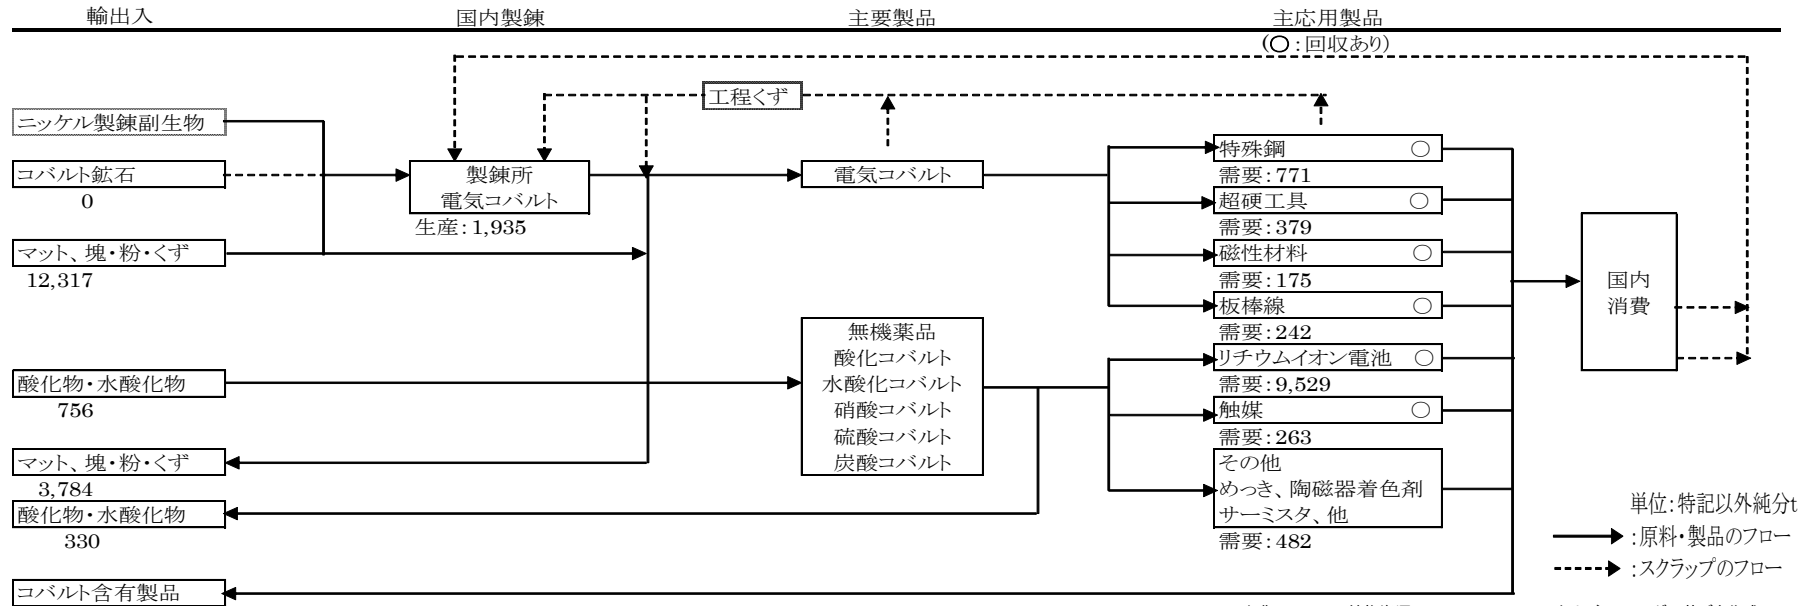 輸出入 国内製錬 主要製品 主応用製品
(○:回収あり)
工程くず
ニッケル製錬副生物
コバルト鉱石
0
マット、塊・粉・くず
12,317
酸化物・水酸化物
756
マット、塊・粉・くず
3,784
酸化物・水酸化物
330
コバルト含有製品
製錬所
電気コバルト
生産:1,935
電気コバルト
無機薬品
酸化コバルト
水酸化コバルト
硝酸コバルト
硫酸コバルト
炭酸コバルト
特殊鋼 ○
需要:771
超硬工具 ○
需要:379
磁性材料 ○
需要:175
板棒線 ○
需要:242
リチウムイオン電池 ○
需要:9,529
触媒 ○
需要:263
その他
めっき、陶磁器着色剤
サーミスタ、他
需要:482
国内
消費
単位:特記以外純分t
:原料・製品のフロー
:スクラップのフロー